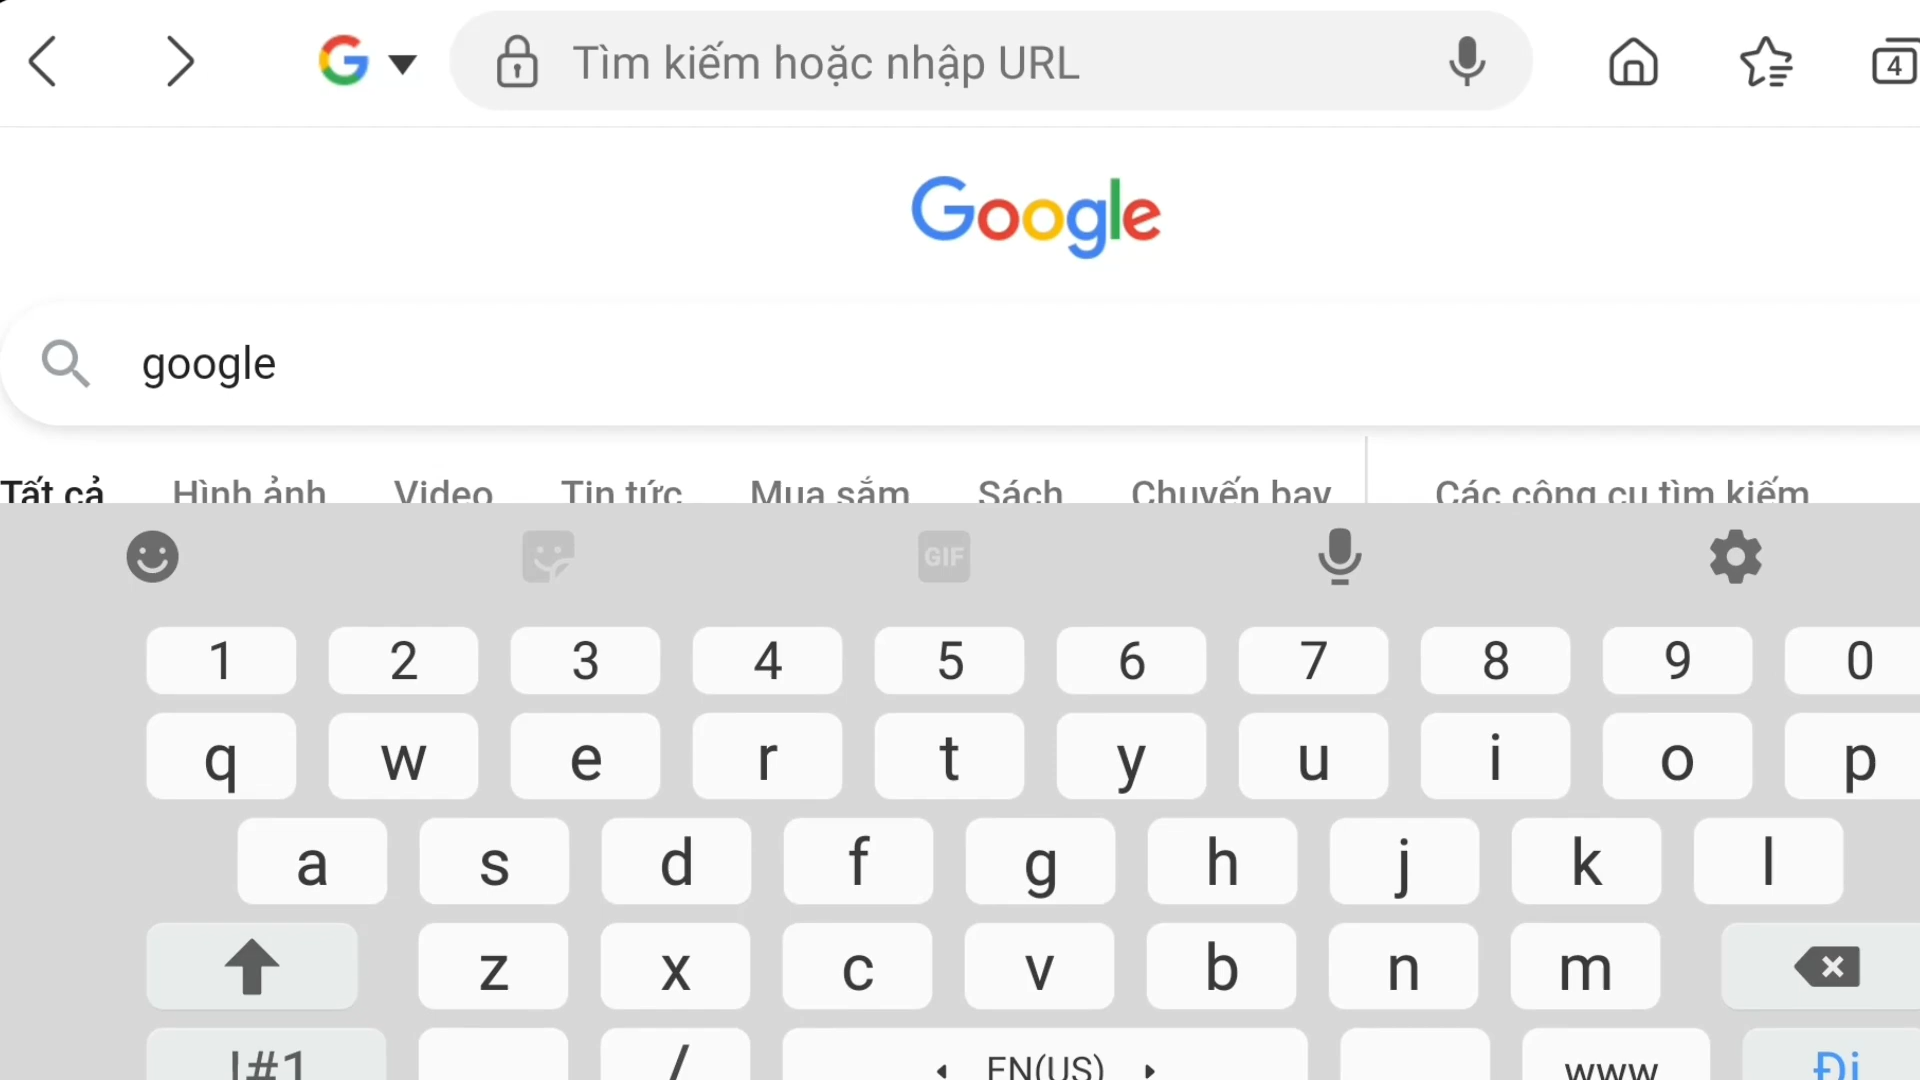 Tìm kiếm hoặc nhập URL
4
Google
google
Tất cả Hình ảnh Video Tin tức Mua sắm Sách Chuyến bay Các công cụ tìm kiếm
GIF
1 2 3 4 5 6 7 8 9 0
q w e r t y u i o p
a s d f g h j k l
z x c v b n m
!#1 / EN(US) www Đi